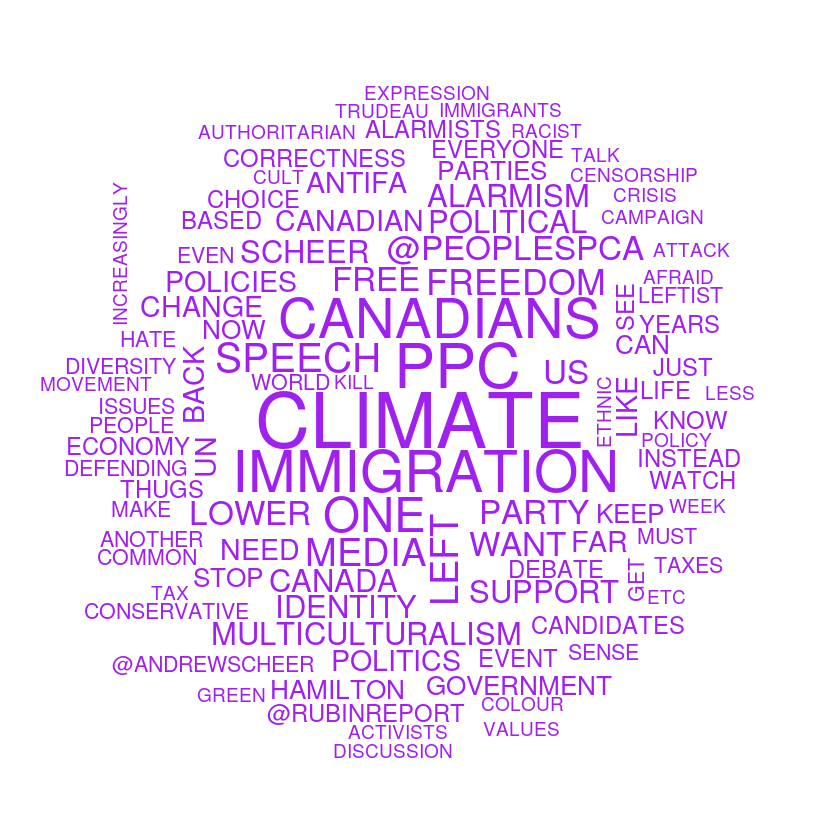 EXPRESSION
TRUDEAU IMMIGRANTS
AUTHORITARIAN ALARMISTS RACIST
CORRECTNESS EVERYONE TALK
CULT ANTIFA PARTIES CENSORSHIP
CHOICE ALARMISM CRISIS
BASED CANADIAN POLITICAL CAMPAIGN
EVEN SCHEER @PEOPLESPCA ATTACK
INCREASINGLY
POLICIES FREE FREEDOM AFRAID
LEFTIST
CHANGE CANADIANS SEE YEARS
HATE NOW CAN
DIVERSITY SPEECH PPC US JUST
MOVEMENT BACK WORLD KILL LIFE LESS
ISSUES CLIMATE ETHNIC LIKE KNOW
PEOPLE POLICY
ECONOMY UN INSTEAD
DEFENDING IMMIGRATION WATCH
THUGS
MAKE LOWER ONE PARTY KEEP WEEK
ANOTHER NEED MEDIA LEFT WANT FAR MUST
COMMON DEBATE GET TAXES
STOP CANADA
TAX SUPPORT ETC
CONSERVATIVE IDENTITY
MULTICULTURALISM CANDIDATES
@ANDREWSCHEER POLITICS EVENT SENSE
GREEN HAMILTON GOVERNMENT
@RUBINREPORT COLOUR
ACTIVISTS VALUES
DISCUSSION